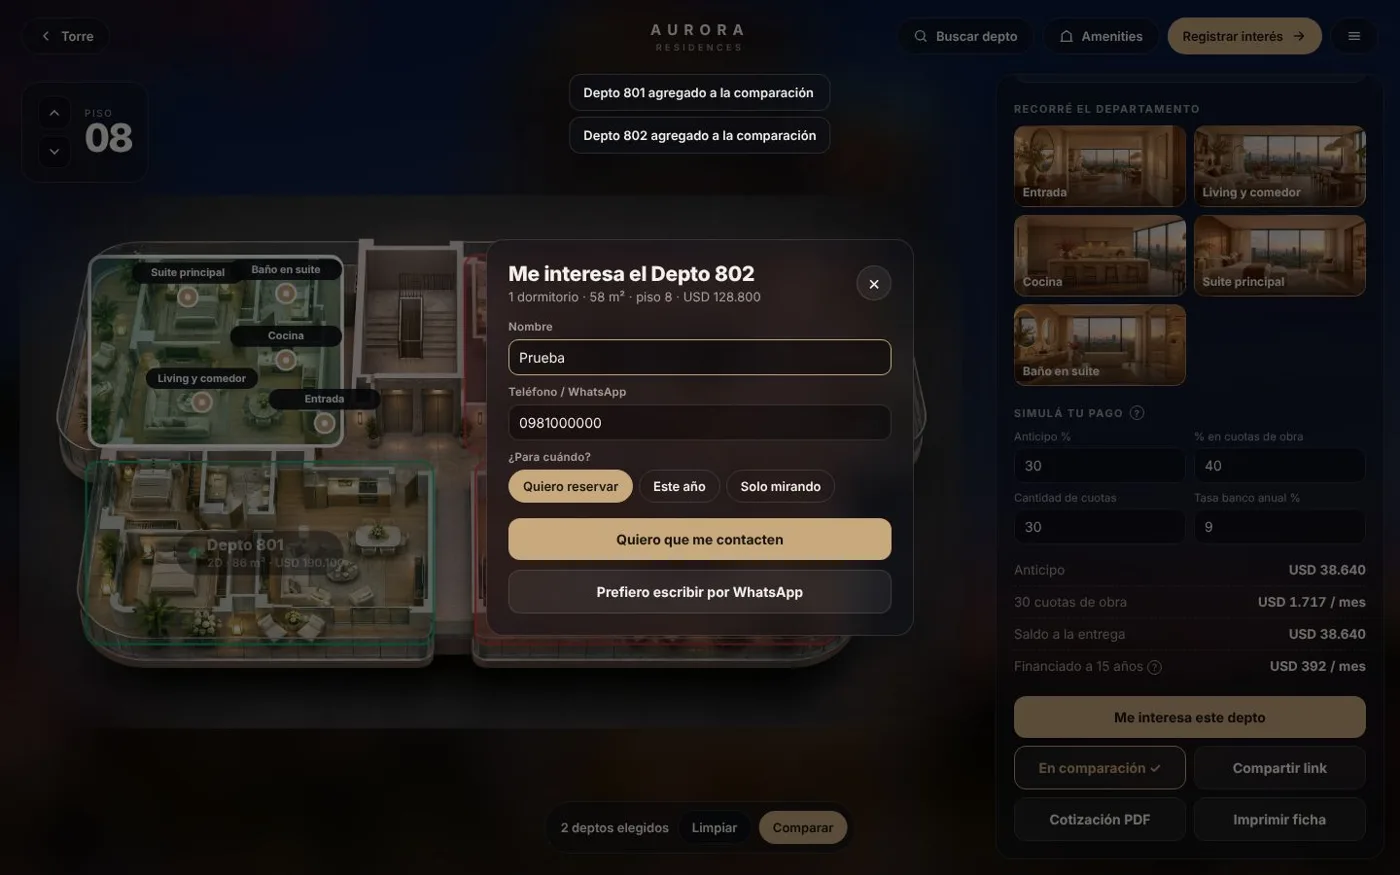 Torre
AURORA
RESIDENCES
Buscar depto
Amenities
Registrar interés
PISO
08
Depto 801 agregado a la comparación
Depto 802 agregado a la comparación
Suite principal
Baño en suite
Cocina
Living y comedor
Entrada
Depto 801
2D · 86 m² · USD 190.100
Me interesa el Depto 802
1 dormitorio · 58 m² · piso 8 · USD 128.800
Nombre
Prueba
Teléfono / WhatsApp
0981000000
¿Para cuándo?
Quiero reservar
Este año
Solo mirando
Quiero que me contacten
Prefiero escribir por WhatsApp
2 deptos elegidos
Limpiar
Comparar
RECORRÉ EL DEPARTAMENTO
Entrada
Living y comedor
Cocina
Suite principal
Baño en suite
SIMULÁ TU PAGO ?
Anticipo %
% en cuotas de obra
30
40
Cantidad de cuotas
Tasa banco anual %
30
9
Anticipo
USD 38.640
30 cuotas de obra
USD 1.717 / mes
Saldo a la entrega
USD 38.640
Financiado a 15 años ?
USD 392 / mes
Me interesa este depto
En comparación ✓
Compartir link
Cotización PDF
Imprimir ficha